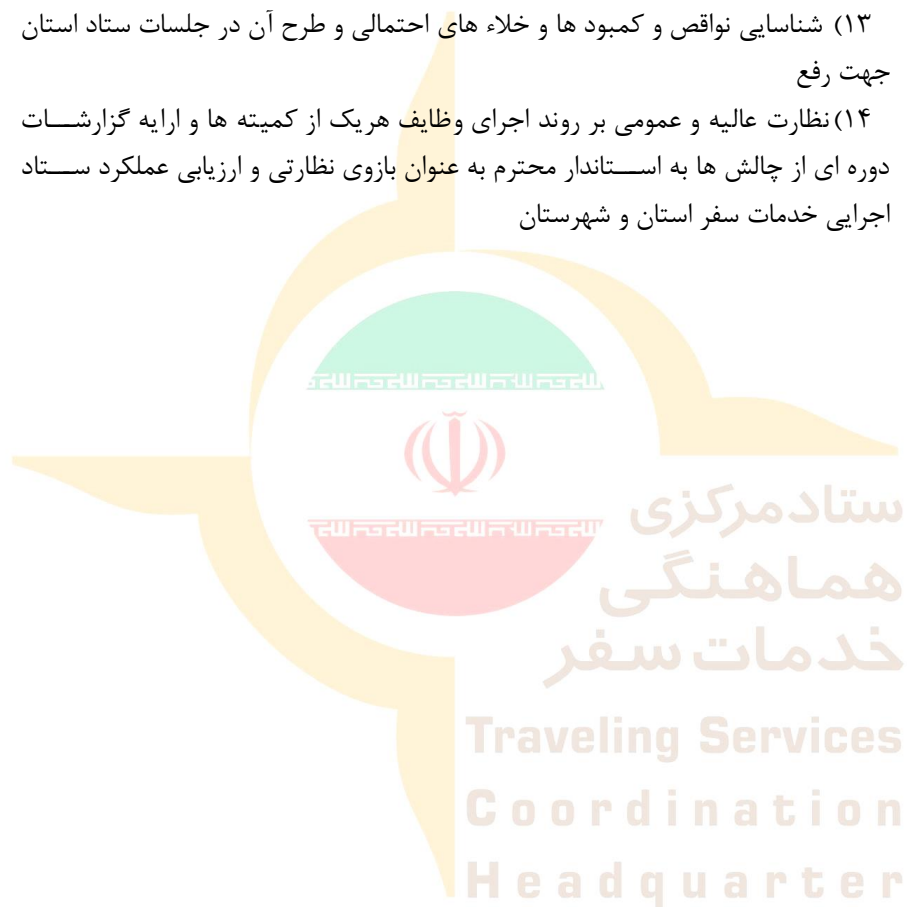 ۱۳) شناسایی نواقص و کمبود ها و خلاء های احتمالی و طرح آن در جلسات ستاد استان
جهت رفع
۱۴) نظارت عالیه و عمومی بر روند اجرای وظایف هریک از کمیته ها و ارایه گزارشـــات
دوره ای از چالش ها به اســـتاندار محترم به عنوان بازوی نظارتی و ارزیابی عملکرد ســـتاد
اجرایی خدمات سفر استان و شهرستان
ستاد مرکزی
هماهنگی
خدمات سفر
Traveling Services
Coordination
Headquarter